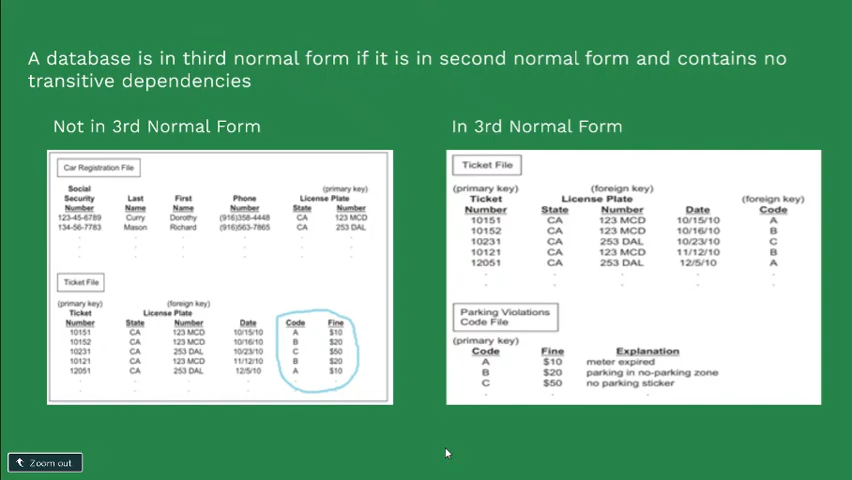 A database is in third normal form if it is in second normal form and contains no
transitive dependencies
Not in 3rd Normal Form
Car Registration File
Social (primary key)
Security Last First Phone License Plate
Number Name Name Number State Number
123-45-6789 Curry Dorothy (916)358-4448 CA 123 MCD
134-56-7783 Mason Richard (916)563-7865 CA 253 DAL
Ticket File
(primary key) (foreign key)
Ticket License Plate
Number State Number Date Code Fine
10151 CA 123 MCD 10/15/10 A $10
10152 CA 123 MCD 10/16/10 B $20
10231 CA 253 DAL 10/23/10 C $50
10121 CA 123 MCD 11/12/10 B $20
12051 CA 253 DAL 12/5/10 A $10
In 3rd Normal Form
Ticket File
(primary key) (foreign key)
Ticket License Plate (foreign key)
Number State Number Date Code
10151 CA 123 MCD 10/15/10 A
10152 CA 123 MCD 10/16/10 B
10231 CA 253 DAL 10/23/10 C
10121 CA 123 MCD 11/12/10 B
12051 CA 253 DAL 12/5/10 A
Parking Violations
Code File
(primary key)
Code Fine Explanation
A $10 meter expired
B $20 parking in no-parking zone
C $50 no parking sticker
Zoom out